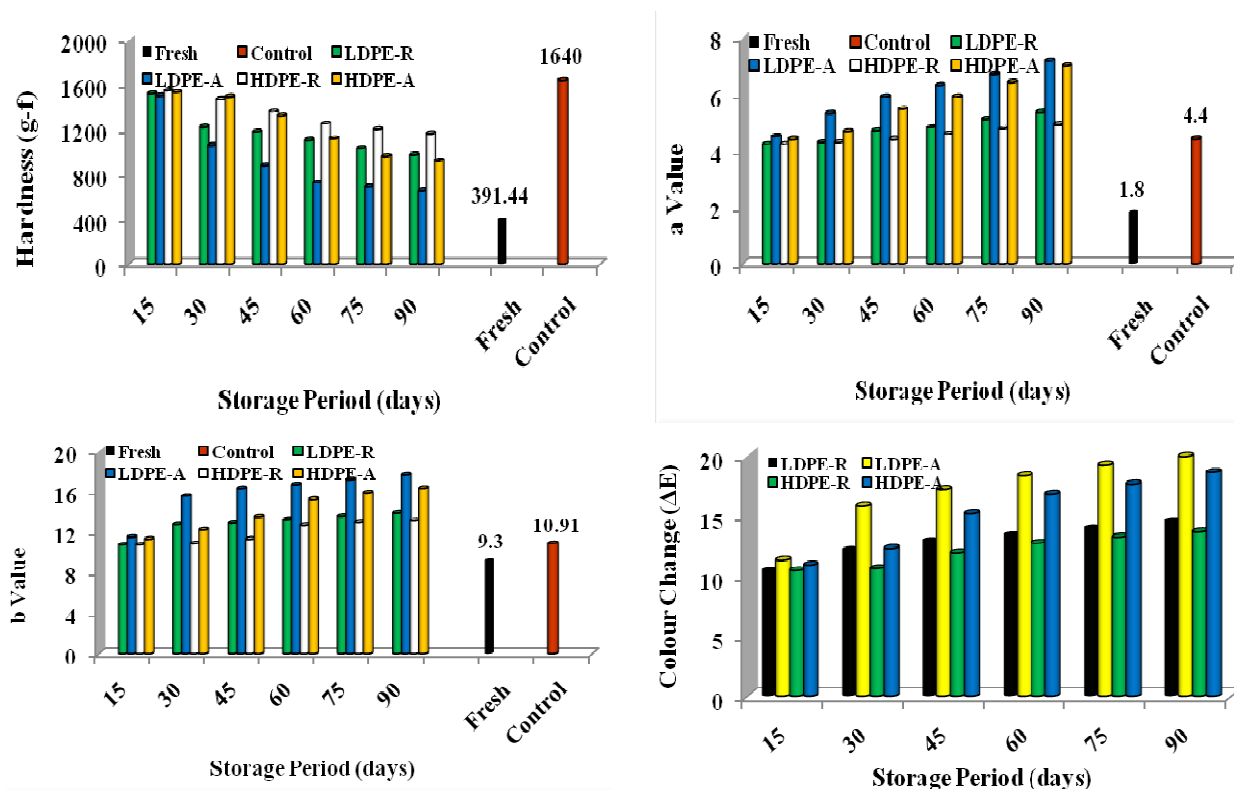 Fresh Control LDPE-R
LDPE-A HDPE-R HDPE-A
2000
1600
1200
800
400
0
Hardness (g-f)
1640
391.44
15 30 45 60 75 90 Fresh Control
Storage Period (days)
Fresh Control LDPE-R
LDPE-A HDPE-R HDPE-A
8
6
4
2
0
a Value
4.4
1.8
15 30 45 60 75 90 Fresh Control
Storage Period (days)
Fresh Control LDPE-R
LDPE-A HDPE-R HDPE-A
20
16
12
8
4
0
b Value
9.3
10.91
15 30 45 60 75 90 Fresh Control
Storage Period (days)
LDPE-R LDPE-A
HDPE-R HDPE-A
20
15
10
5
0
Colour Change (ΔE)
15 30 45 60 75 90
Storage Period (days)